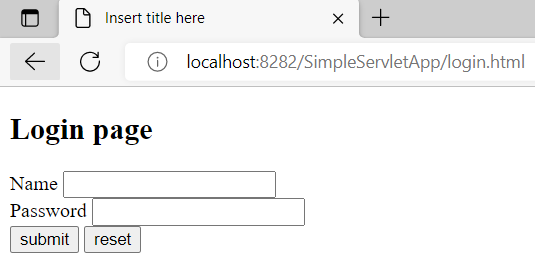 Insert title here
localhost:8282/SimpleServletApp/login.html
Login page
Name
Password
submit reset